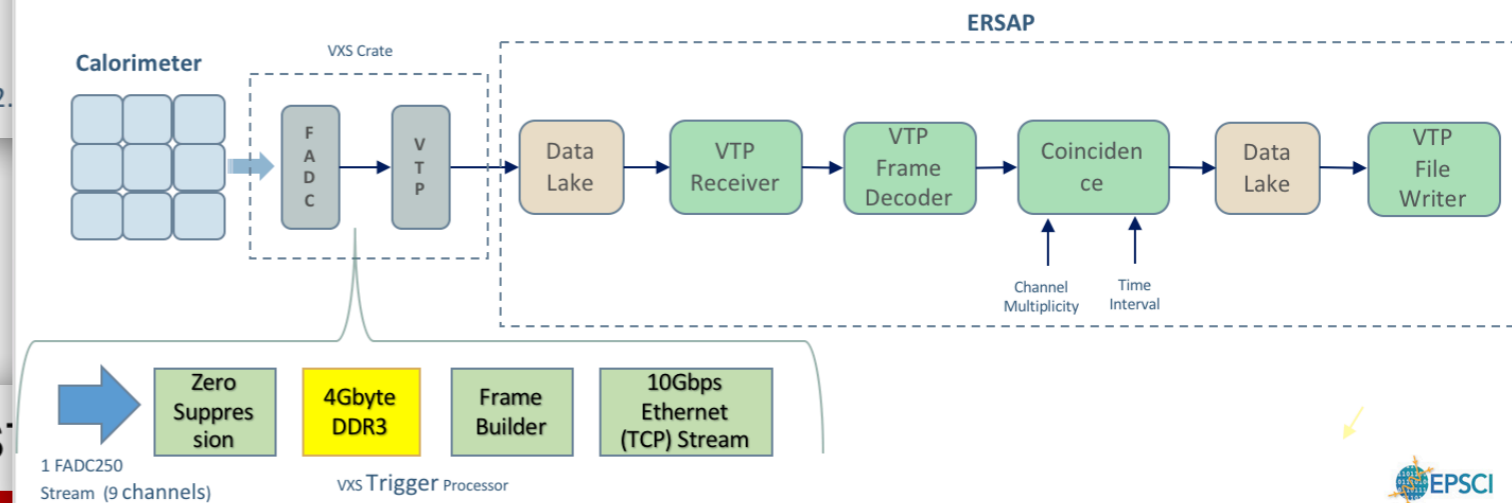 ERSAP
VXS Crate
Calorimeter
2.
F
A
D
C
V
T
P
Data
Lake
VTP
Receiver
VTP
Frame
Decoder
Coinciden
ce
Data
Lake
VTP
File
Writer
Channel
Multiplicity
Time
Interval
Zero
Suppres
sion
4Gbyte
DDR3
Frame
Builder
10Gbps
Ethernet
(TCP) Stream
1 FADC250
Stream (9 channels)
VXS Trigger Processor
EPSCI